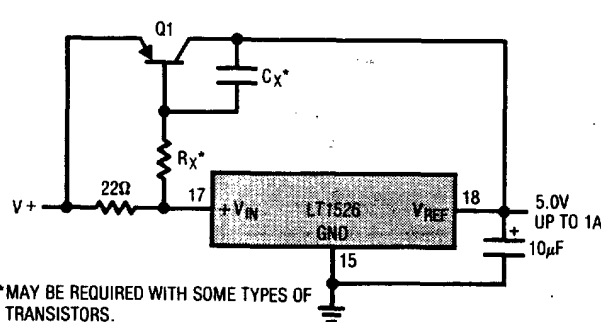 Q1
Cx*
Rx*
22Ω
V+
17
+VIN
LT1526
VREF
18
GND
15
5.0V
UP TO 1A
+
10µF
*MAY BE REQUIRED WITH SOME TYPES OF
TRANSISTORS.